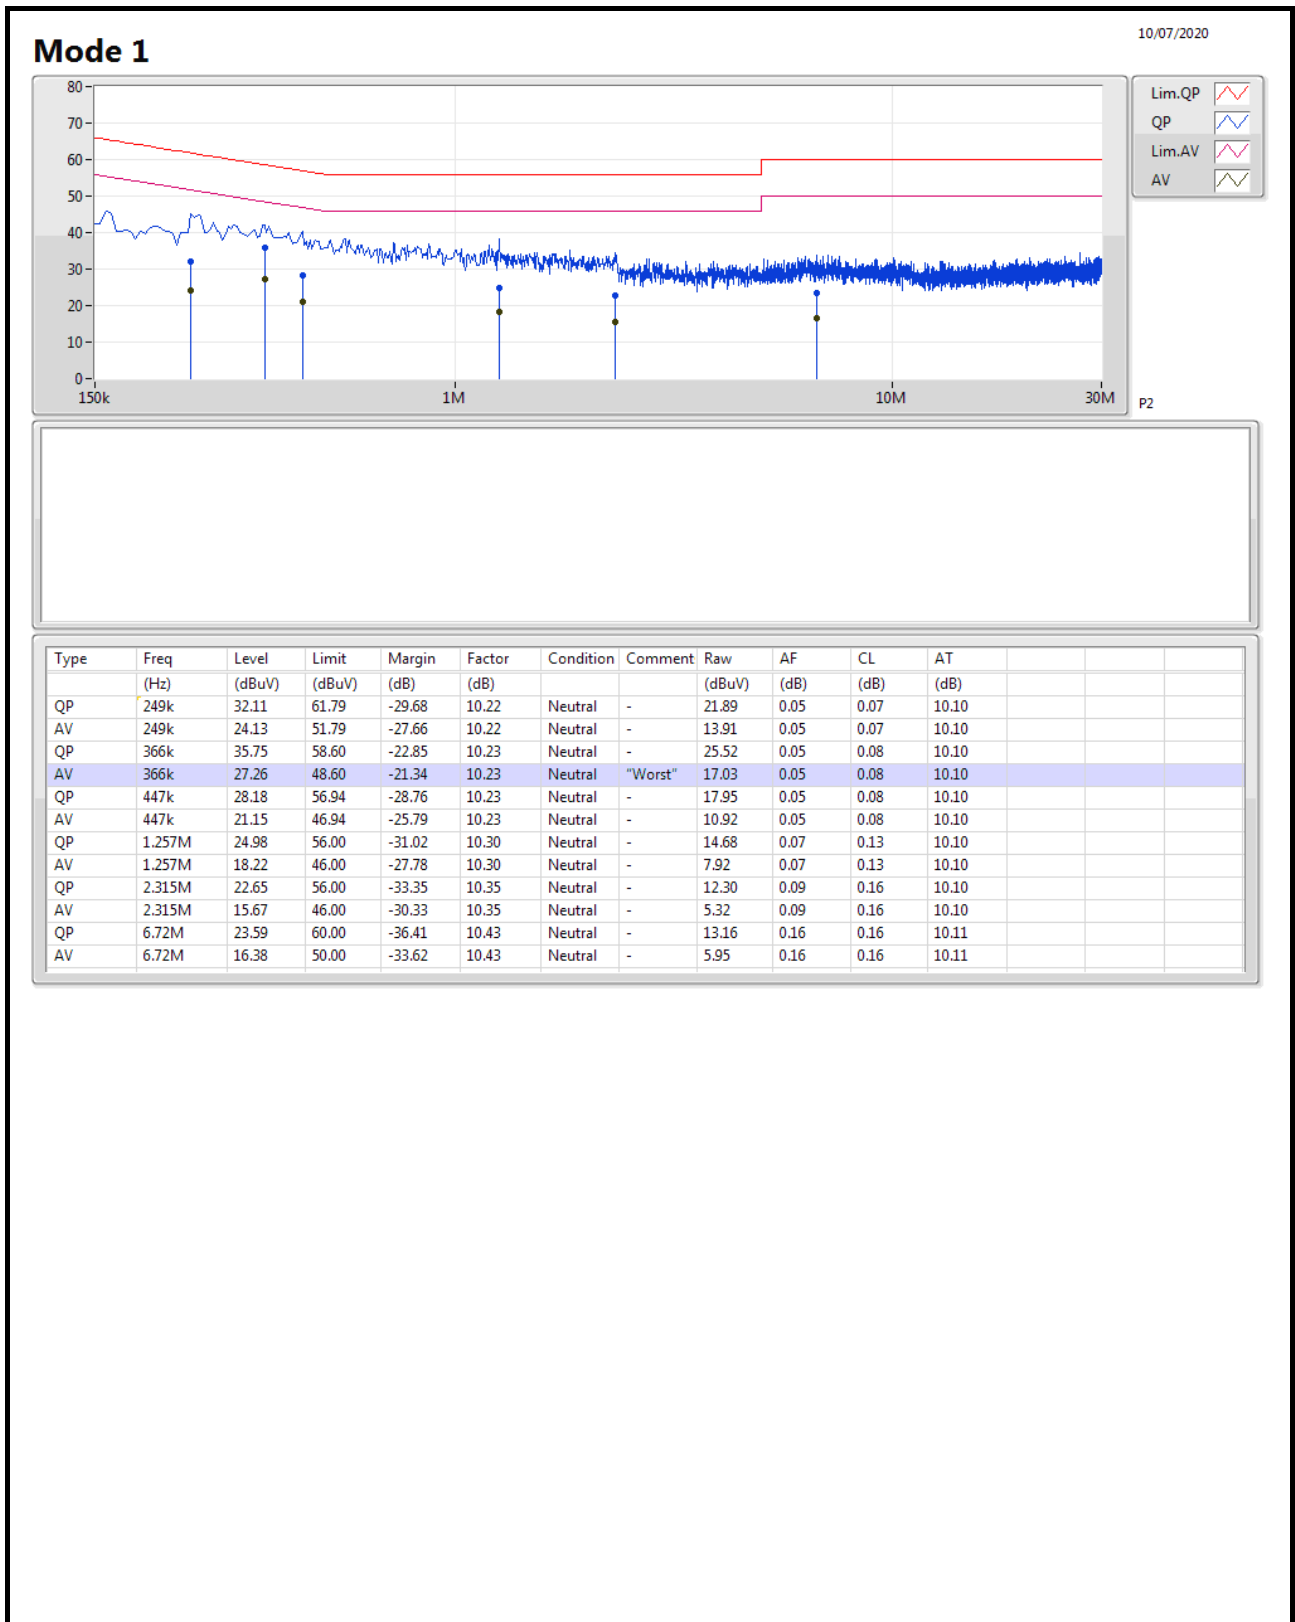 10/07/2020
Mode 1
80
70
60
50
40
30
20
10
0
150k 1M 10M 30M
Lim.QP
QP
Lim.AV
AV
P2
Type Freq Level Limit Margin Factor Condition Comment Raw AF CL AT
(Hz) (dBuV) (dBuV) (dB) (dB) (dBuV) (dB) (dB) (dB)
QP 249k 32.11 61.79 -29.68 10.22 Neutral - 21.89 0.05 0.07 10.10
AV 249k 24.13 51.79 -27.66 10.22 Neutral - 13.91 0.05 0.07 10.10
QP 366k 35.75 58.60 -22.85 10.23 Neutral - 25.52 0.05 0.08 10.10
AV 366k 27.26 48.60 -21.34 10.23 Neutral "Worst" 17.03 0.05 0.08 10.10
QP 447k 28.18 56.94 -28.76 10.23 Neutral - 17.95 0.05 0.08 10.10
AV 447k 21.15 46.94 -25.79 10.23 Neutral - 10.92 0.05 0.08 10.10
QP 1.257M 24.98 56.00 -31.02 10.30 Neutral - 14.68 0.07 0.13 10.10
AV 1.257M 18.22 46.00 -27.78 10.30 Neutral - 7.92 0.07 0.13 10.10
QP 2.315M 22.65 56.00 -33.35 10.35 Neutral - 12.30 0.09 0.16 10.10
AV 2.315M 15.67 46.00 -30.33 10.35 Neutral - 5.32 0.09 0.16 10.10
QP 6.72M 23.59 60.00 -36.41 10.43 Neutral - 13.16 0.16 0.16 10.11
AV 6.72M 16.38 50.00 -33.62 10.43 Neutral - 5.95 0.16 0.16 10.11